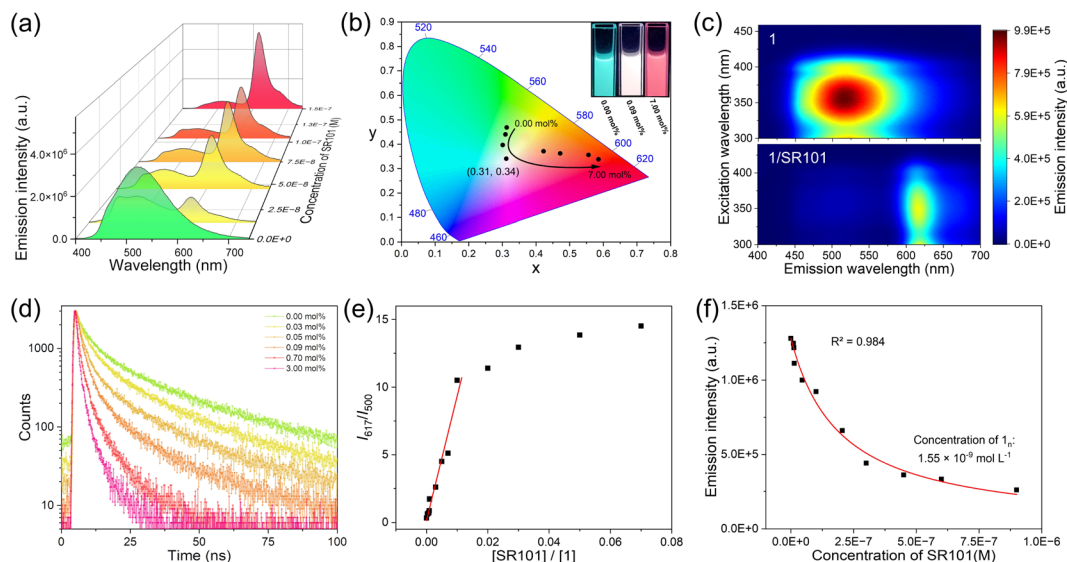 (a)
Emission intensity (a.u.)
4.0×10⁶
2.0×10⁶
0.0
400 500 600 700
Wavelength (nm)
0.0E+0
2.5E−8
5.0E−8
7.5E−8
1.0E−7
1.3E−7
1.5E−7
Concentration of SR101 (M)
(b)
0.9
0.8
0.7
0.6
0.5
0.4
0.3
0.2
0.1
0.0
y
0.0 0.1 0.2 0.3 0.4 0.5 0.6 0.7 0.8
x
520
540
560
580
600
620
480
460
0.00 mol%
7.00 mol%
(0.31, 0.34)
0.00 mol%
0.09 mol%
7.00 mol%
(c)
1
1/SR101
Excitation wavelength (nm)
450
400
350
300
450
400
350
300
400 450 500 550 600 650 700
Emission wavelength (nm)
9.9E+5
7.9E+5
5.9E+5
4.0E+5
2.0E+5
0.0E+0
Emission intensity (a.u.)
(d)
Counts
1000
100
10
0 25 50 75 100
Time (ns)
0.00 mol%
0.03 mol%
0.05 mol%
0.09 mol%
0.70 mol%
3.00 mol%
(e)
I₆₁₇/I₅₀₀
15
10
5
0
0.00 0.02 0.04 0.06 0.08
[SR101] / [1]
(f)
Emission intensity (a.u.)
1.5E+6
1.0E+6
5.0E+5
0.0E+0
R² = 0.984
Concentration of 1ₙ:
1.55 × 10⁻⁹ mol L⁻¹
0.0E+0 2.5E-7 5.0E-7 7.5E-7 1.0E-6
Concentration of SR101(M)